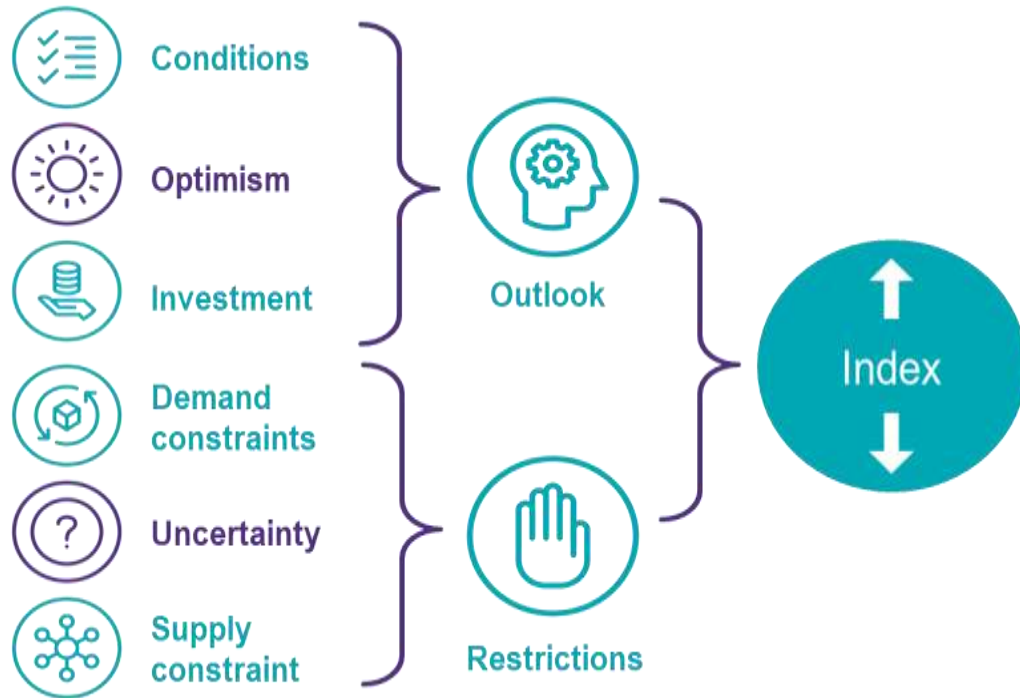 Conditions
Optimism
Investment
Demand
constraints
?
Uncertainty
Supply
constraint
Outlook
Restrictions
Index